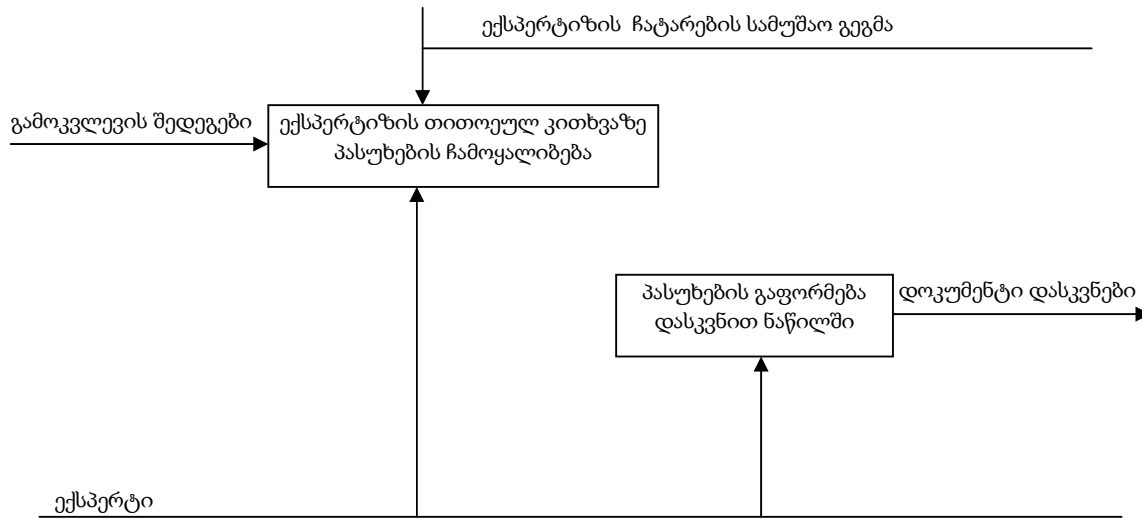 ექსპერტიზის ჩატარების სამუშაო გეგმა
გამოკვლევის შედეგები
ექსპერტიზის თითოეულ კითხვაზე
პასუხების ჩამოყალიბება
პასუხების გაფორმება
დასკვნით ნაწილში
დოკუმენტი დასკვნები
ექსპერტი